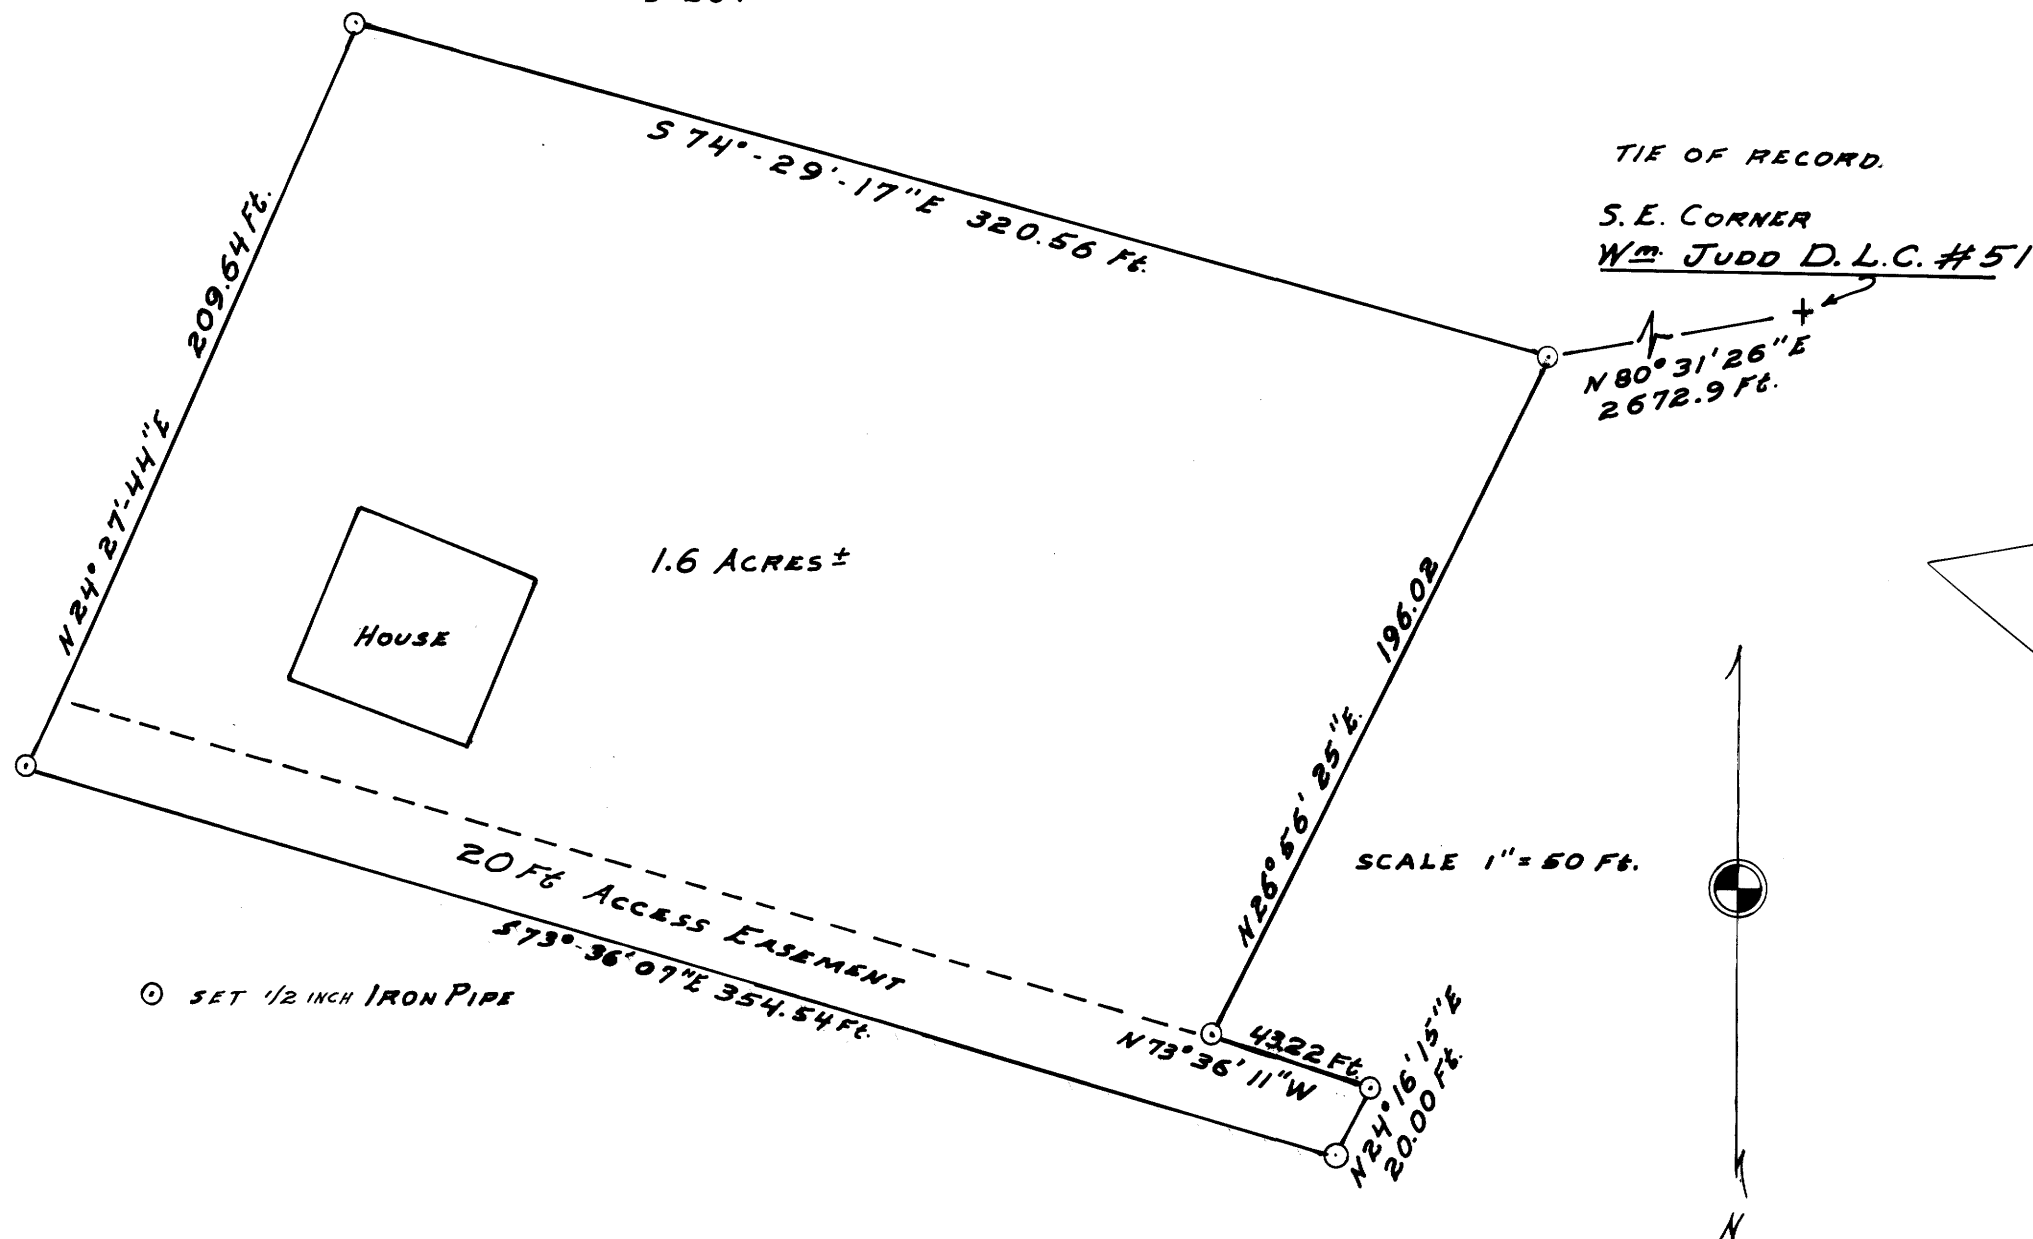 S 74°-29'-17"E 320.56 Ft.
TIE OF RECORD.
S.E. CORNER
Wm. JUDD D.L.C. #51
N 80° 31' 26" E
2672.9 Ft.
209.64 Ft.
N 24° 27'-44" E
1.6 ACRES ±
HOUSE
196.02
N 26° 56' 25" E.
SCALE 1" = 50 Ft.
20 Ft ACCESS EASEMENT
S 73°-36' 07" E 354.54 Ft.
SET 1/2 INCH IRON PIPE
43.22 Ft.
N 73° 36' 11" W
N 24° 16' 15" E
20.00 Ft.
N